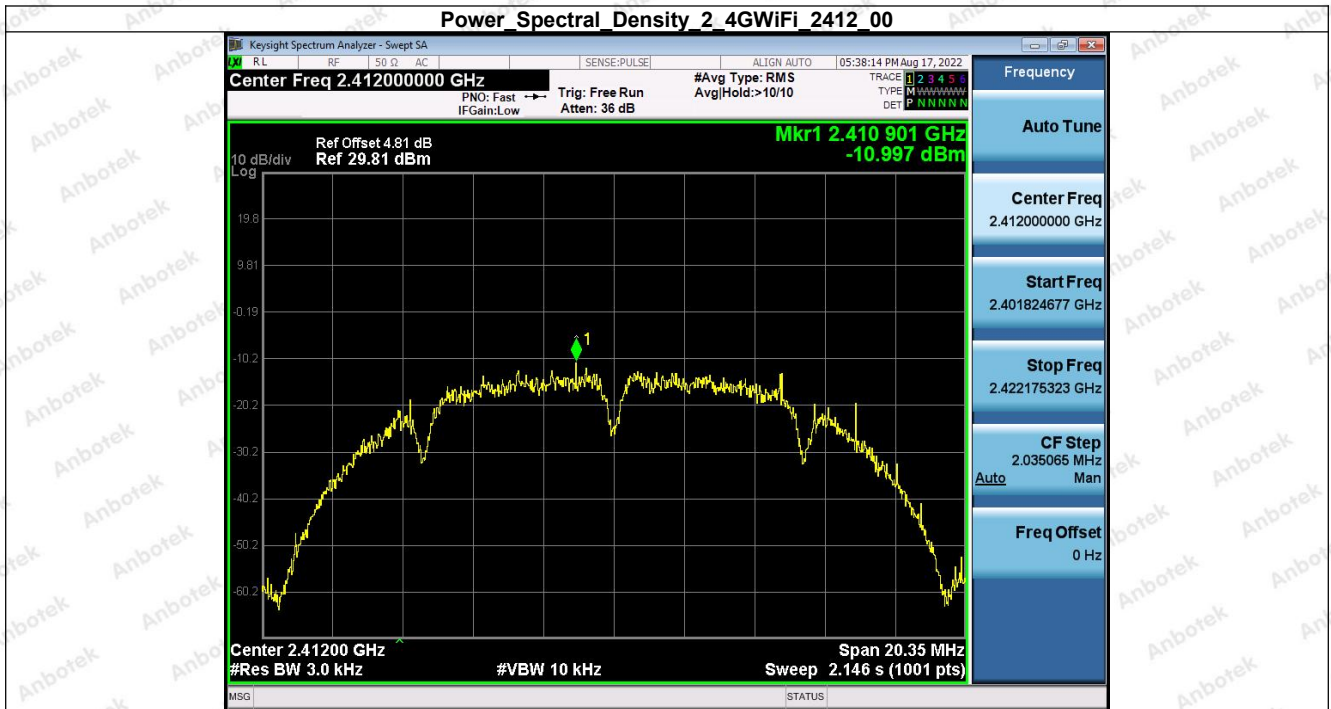 Power_Spectral_Density_2_4GWiFi_2412_00
Keysight Spectrum Analyzer - Swept SA
LXI RL RF 50 Ω AC SENSE:PULSE ALIGN AUTO 05:38:14 PM Aug 17, 2022
Center Freq 2.412000000 GHz
PNO: Fast
IFGain:Low
Trig: Free Run
Atten: 36 dB
#Avg Type: RMS
Avg|Hold:>10/10
TRACE 1 2 3 4 5 6
TYPE M WWWWW
DET P N N N N N
Frequency
Ref Offset 4.81 dB
Ref 29.81 dBm
10 dB/div
Log
Mkr1 2.410 901 GHz
-10.997 dBm
19.8
9.81
-0.19
-10.2
-20.2
-30.2
-40.2
-50.2
-60.2
1
Center 2.41200 GHz
Span 20.35 MHz
#Res BW 3.0 kHz
#VBW 10 kHz
Sweep 2.146 s (1001 pts)
MSG
STATUS
Auto Tune
Center Freq
2.412000000 GHz
Start Freq
2.401824677 GHz
Stop Freq
2.422175323 GHz
CF Step
2.035065 MHz
Auto Man
Freq Offset
0 Hz
Anbotek